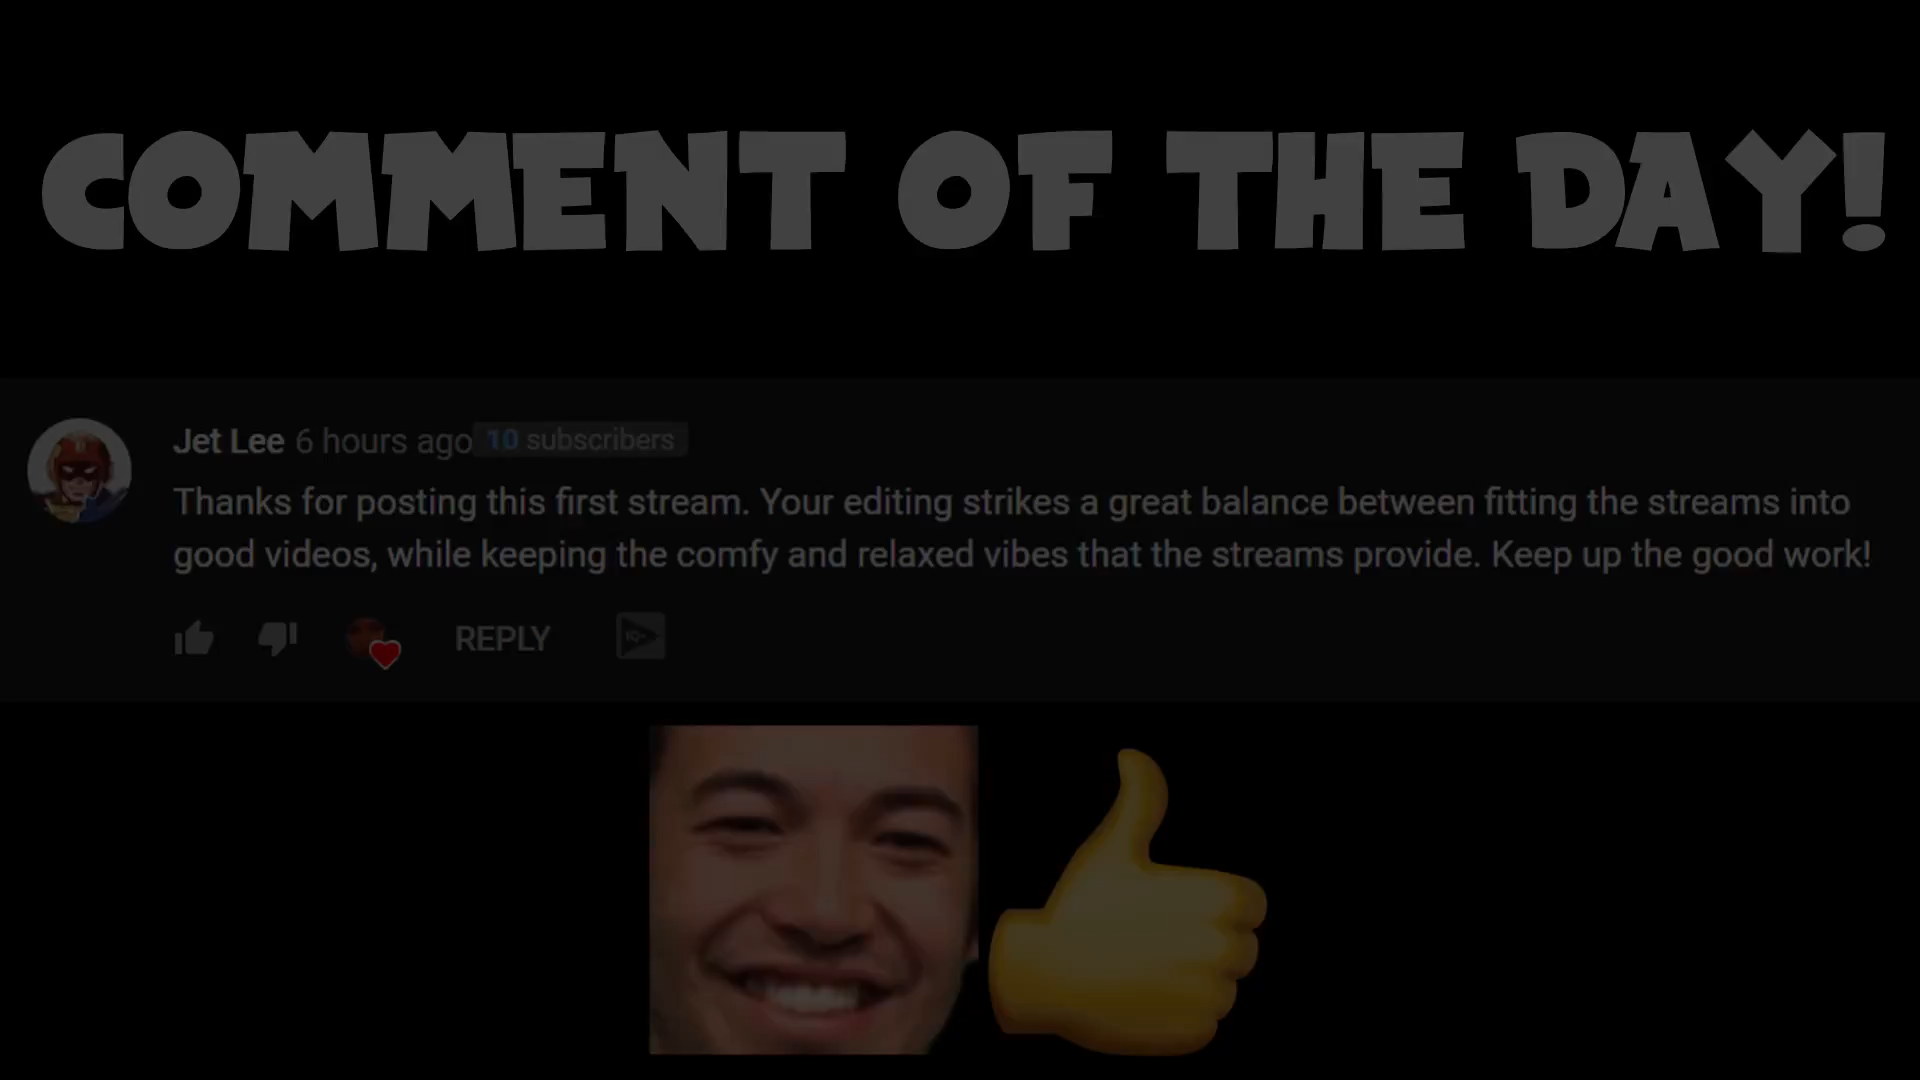 COMMENT OF THE DAY!
Jet Lee 6 hours ago 10 subscribers
Thanks for posting this first stream. Your editing strikes a great balance between fitting the streams into
good videos, while keeping the comfy and relaxed vibes that the streams provide. Keep up the good work!
REPLY IQ